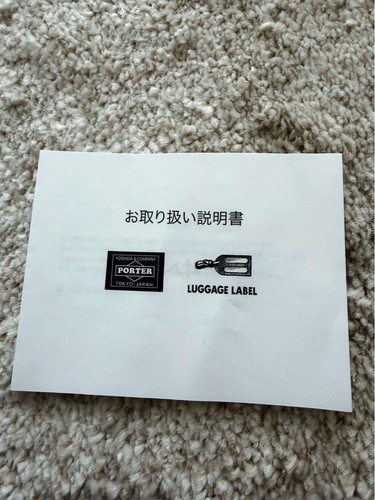 お取り扱い説明書
YOSHIDA & COMPANY
PORTER
TOKYO-JAPAN
LUGGAGE LABEL